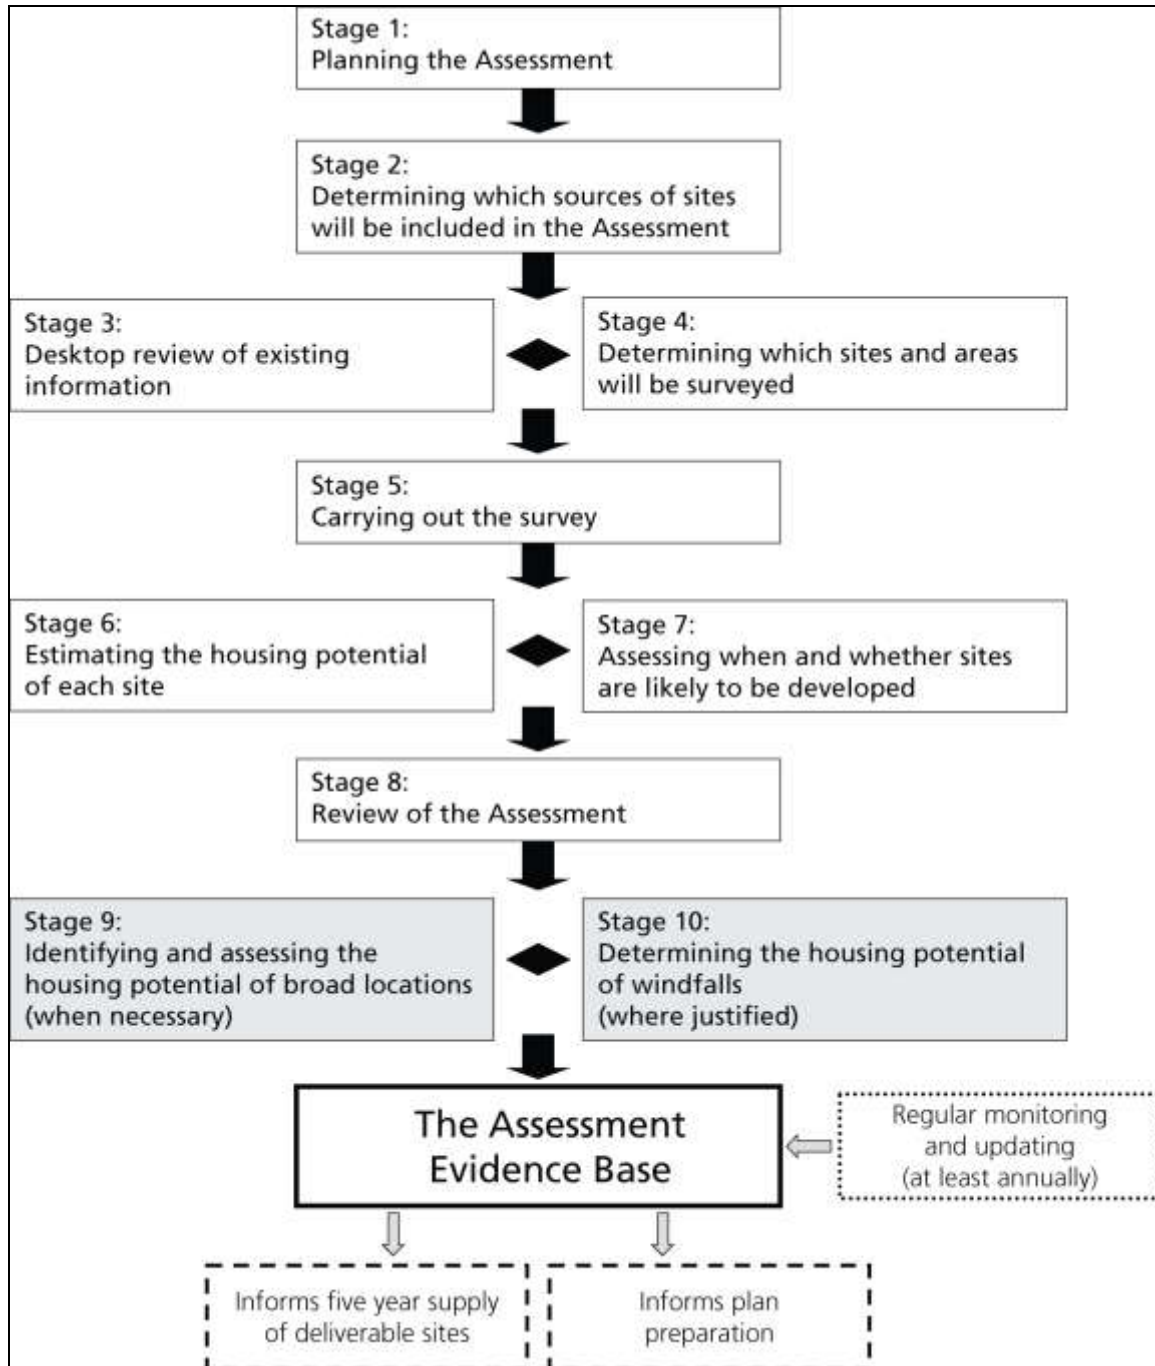 Stage 1:
Planning the Assessment
Stage 2:
Determining which sources of sites
will be included in the Assessment
Stage 3:
Desktop review of existing
information
Stage 4:
Determining which sites and areas
will be surveyed
Stage 5:
Carrying out the survey
Stage 6:
Estimating the housing potential
of each site
Stage 7:
Assessing when and whether sites
are likely to be developed
Stage 8:
Review of the Assessment
Stage 9:
Identifying and assessing the
housing potential of broad locations
(when necessary)
Stage 10:
Determining the housing potential
of windfalls
(where justified)
The Assessment
Evidence Base
Regular monitoring
and updating
(at least annually)
Informs five year supply
of deliverable sites
Informs plan
preparation